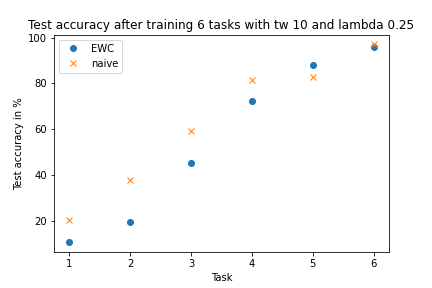 Test accuracy after training 6 tasks with tw 10 and lambda 0.25
100
80
60
40
20
Test accuracy in %
EWC
naive
1 2 3 4 5 6
Task